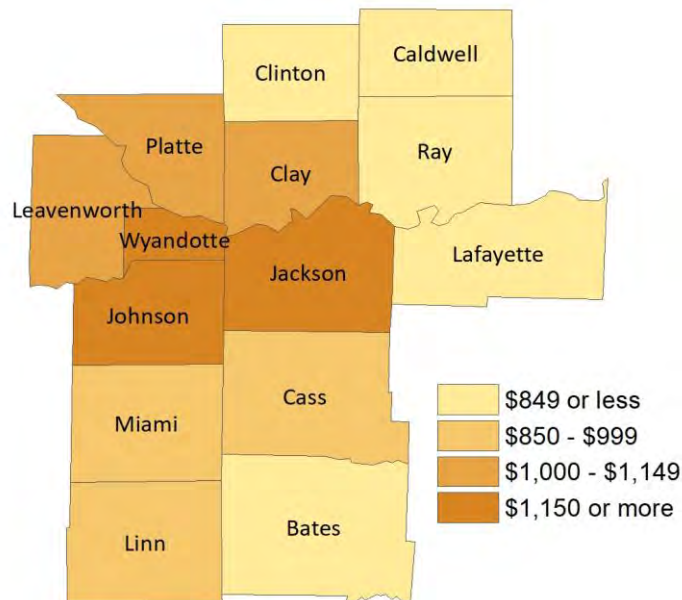 Caldwell
Clinton
Platte
Ray
Clay
Leavenworth
Wyandotte
Lafayette
Jackson
Johnson
Cass
Miami
Bates
Linn
$849 or less
$850 - $999
$1,000 - $1,149
$1,150 or more